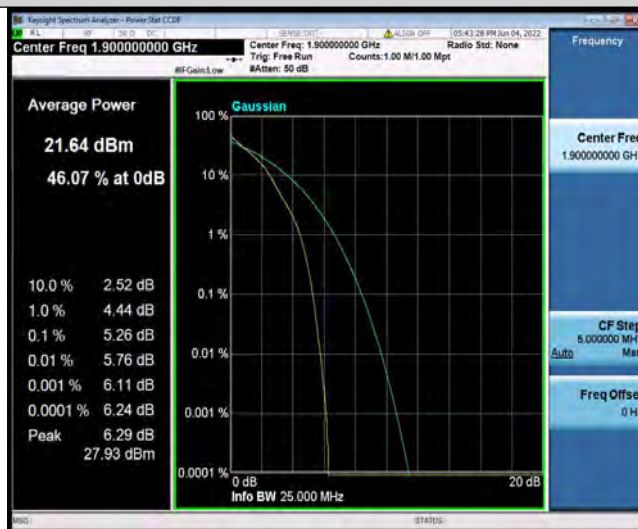 Keysight Spectrum Analyzer - Power Stat CCDF
RL RF 50 Ω DC SENSE:INT ALIGN OFF 05:43:28 PM Jun 04, 2022
Center Freq 1.900000000 GHz
Center Freq: 1.900000000 GHz Radio Std: None
Trig: Free Run Counts:1.00 M/1.00 Mpt
#IFGain:Low #Atten: 50 dB
Frequency
Average Power
21.64 dBm
46.07 % at 0dB
10.0 % 2.52 dB
1.0 % 4.44 dB
0.1 % 5.26 dB
0.01 % 5.76 dB
0.001 % 6.11 dB
0.0001 % 6.24 dB
Peak 6.29 dB
27.93 dBm
Gaussian
100 %
10 %
1 %
0.1 %
0.01 %
0.001 %
0.0001 %
0 dB 20 dB
Info BW 25.000 MHz
Center Fre
1.900000000 GH
CF Step
5.000000 MH
Auto Ma
Freq Offse
0 H
MSG STATUS